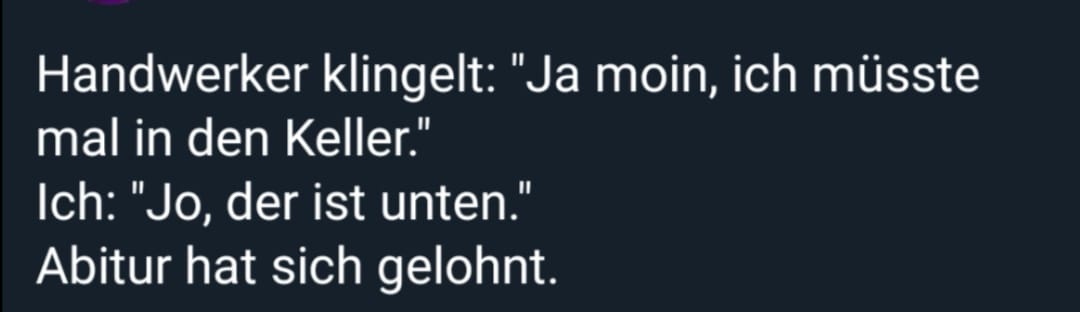 Handwerker klingelt: "Ja moin, ich müsste
mal in den Keller."
Ich: "Jo, der ist unten."
Abitur hat sich gelohnt.